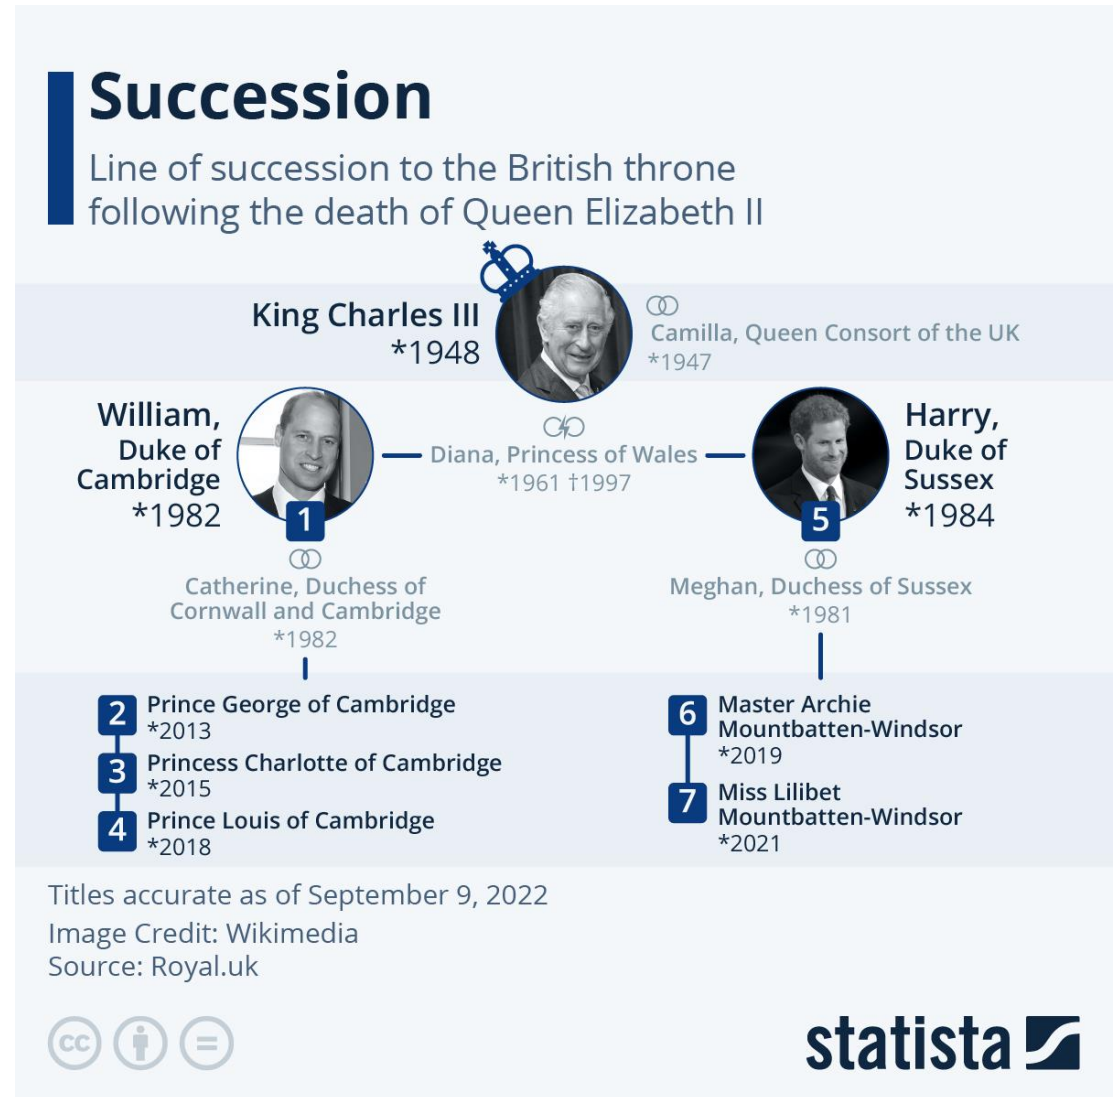 Succession
Line of succession to the British throne
following the death of Queen Elizabeth II
King Charles III
*1948
Camilla, Queen Consort of the UK
*1947
William,
Duke of
Cambridge
*1982
1
Diana, Princess of Wales
*1961 †1997
Harry,
Duke of
Sussex
*1984
5
Catherine, Duchess of
Cornwall and Cambridge
*1982
Meghan, Duchess of Sussex
*1981
2 Prince George of Cambridge
*2013
3 Princess Charlotte of Cambridge
*2015
4 Prince Louis of Cambridge
*2018
6 Master Archie
Mountbatten-Windsor
*2019
7 Miss Lilibet
Mountbatten-Windsor
*2021
Titles accurate as of September 9, 2022
Image Credit: Wikimedia
Source: Royal.uk
cc
statista